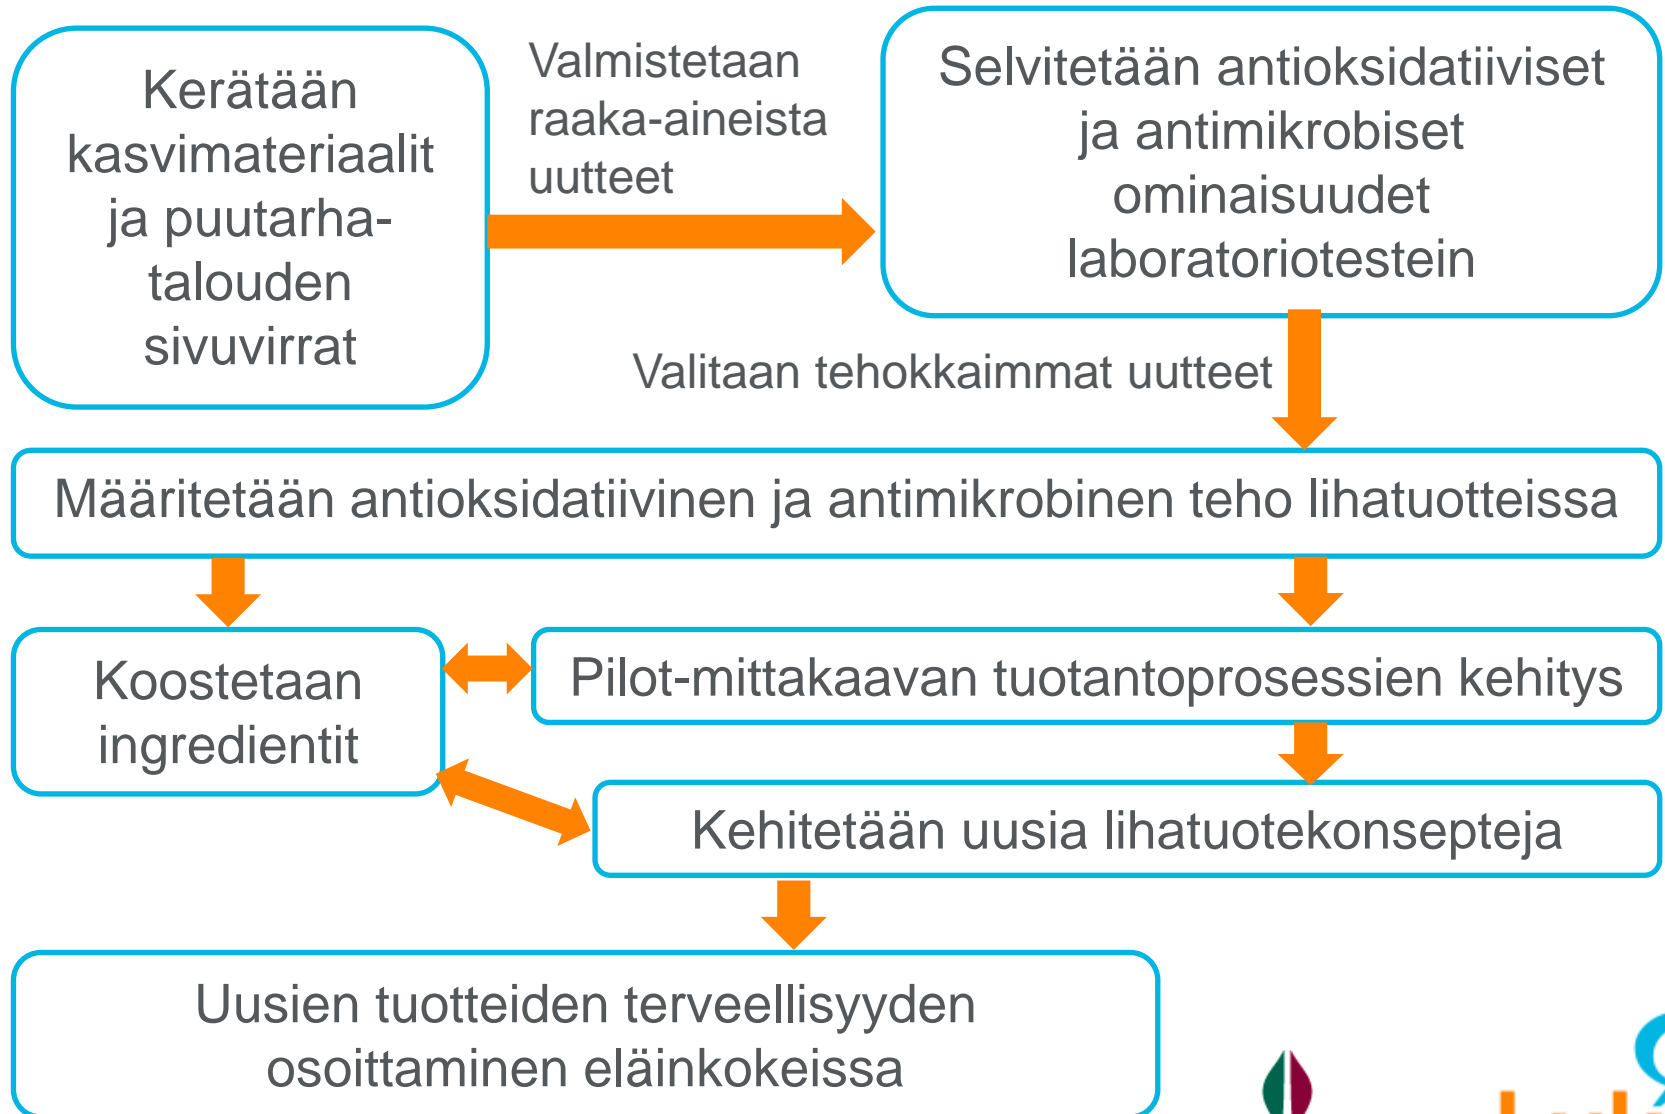 Kerätään
kasvimateriaalit
ja puutarha-
talouden
sivuvirrat
Valmistetaan
raaka-aineista
uutteet
Selvitetään antioksidatiiviset
ja antimikrobiset
ominaisuudet
laboratoriotestein
Valitaan tehokkaimmat uutteet
Määritetään antioksidatiivinen ja antimikrobinen teho lihatuotteissa
Koostetaan
ingredientit
Pilot-mittakaavan tuotantoprosessien kehitys
Kehitetään uusia lihatuotekonsepteja
Uusien tuotteiden terveellisyyden
osoittaminen eläinkokeissa